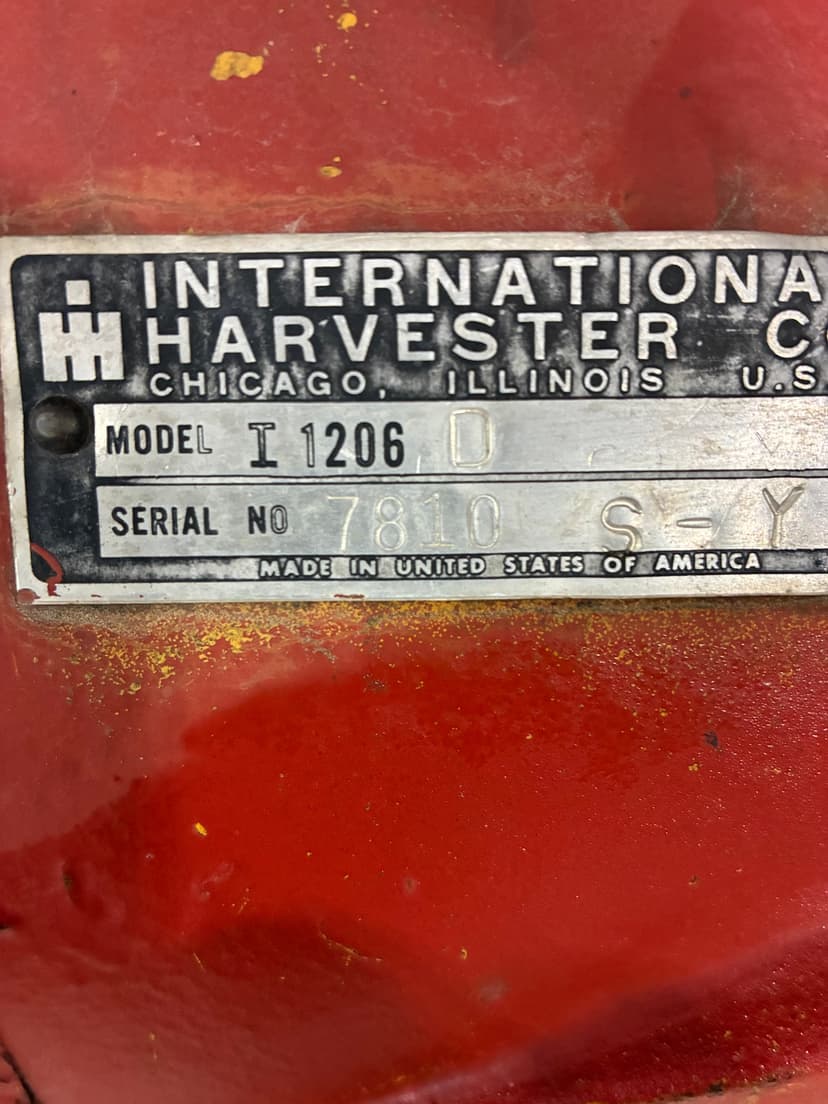 INTERNATIONA
HARVESTER C
CHICAGO, ILLINOIS U.S
MODEL I 1206 D
SERIAL NO 7810 S-Y
MADE IN UNITED STATES OF AMERICA